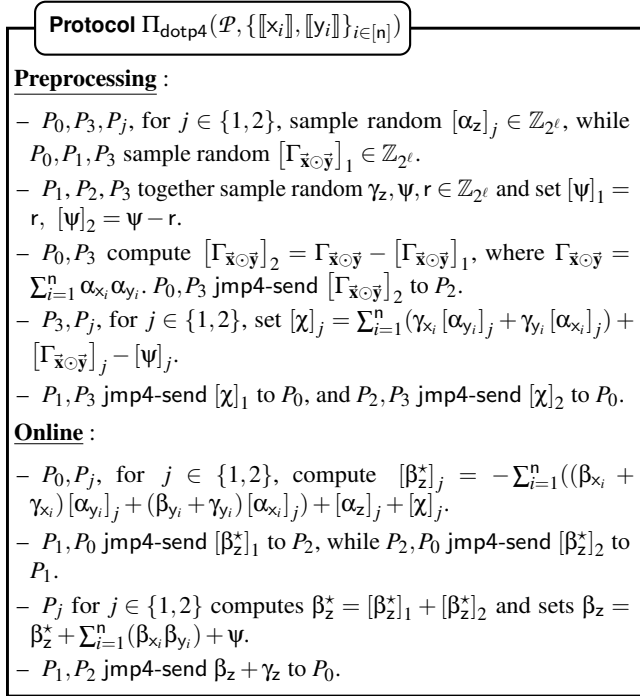 Protocol Π_dotp4(𝒫, {⟦x_i⟧, ⟦y_i⟧}_{i∈[n]})
Preprocessing :
– P_0, P_3, P_j, for j ∈ {1,2}, sample random [α_z]_j ∈ ℤ_{2^ℓ}, while
P_0, P_1, P_3 sample random [Γ_{x⃗⊙y⃗}]_1 ∈ ℤ_{2^ℓ}.
– P_1, P_2, P_3 together sample random γ_z, ψ, r ∈ ℤ_{2^ℓ} and set [ψ]_1 =
r, [ψ]_2 = ψ − r.
– P_0, P_3 compute [Γ_{x⃗⊙y⃗}]_2 = Γ_{x⃗⊙y⃗} − [Γ_{x⃗⊙y⃗}]_1, where Γ_{x⃗⊙y⃗} =
∑_{i=1}^{n} α_{x_i} α_{y_i}. P_0, P_3 jmp4-send [Γ_{x⃗⊙y⃗}]_2 to P_2.
– P_3, P_j, for j ∈ {1,2}, set [χ]_j = ∑_{i=1}^{n}(γ_{x_i} [α_{y_i}]_j + γ_{y_i} [α_{x_i}]_j) +
[Γ_{x⃗⊙y⃗}]_j − [ψ]_j.
– P_1, P_3 jmp4-send [χ]_1 to P_0, and P_2, P_3 jmp4-send [χ]_2 to P_0.
Online :
– P_0, P_j, for j ∈ {1,2}, compute [β_z^⋆]_j = −∑_{i=1}^{n}((β_{x_i} +
γ_{x_i}) [α_{y_i}]_j + (β_{y_i} + γ_{y_i}) [α_{x_i}]_j) + [α_z]_j + [χ]_j.
– P_1, P_0 jmp4-send [β_z^⋆]_1 to P_2, while P_2, P_0 jmp4-send [β_z^⋆]_2 to
P_1.
– P_j for j ∈ {1,2} computes β_z^⋆ = [β_z^⋆]_1 + [β_z^⋆]_2 and sets β_z =
β_z^⋆ + ∑_{i=1}^{n}(β_{x_i} β_{y_i}) + ψ.
– P_1, P_2 jmp4-send β_z + γ_z to P_0.